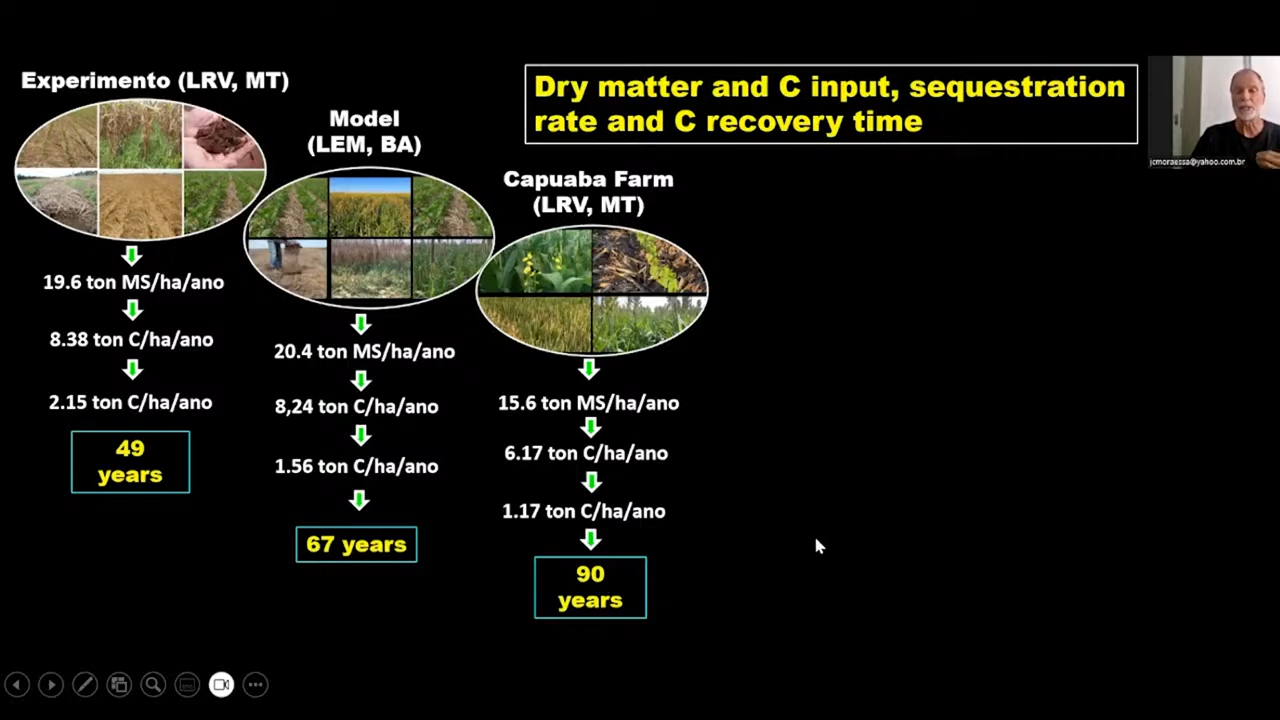 Experimento (LRV, MT)
19.6 ton MS/ha/ano
8.38 ton C/ha/ano
2.15 ton C/ha/ano
49
years
Model
(LEM, BA)
20.4 ton MS/ha/ano
8,24 ton C/ha/ano
1.56 ton C/ha/ano
67 years
Capuaba Farm
(LRV, MT)
15.6 ton MS/ha/ano
6.17 ton C/ha/ano
1.17 ton C/ha/ano
90
years
Dry matter and C input, sequestration
rate and C recovery time
jcmoraessa@yahoo.com.br